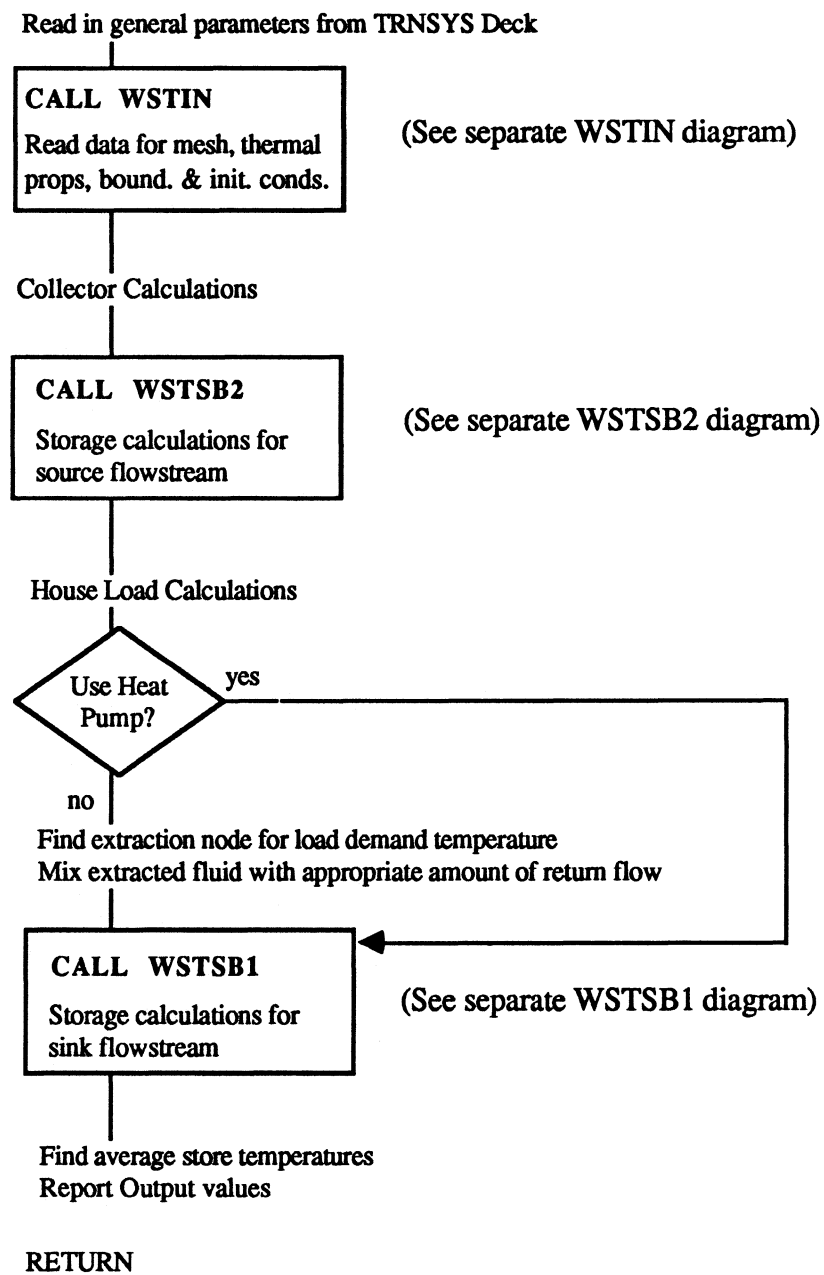 Read in general parameters from TRNSYS Deck
CALL WSTIN
Read data for mesh, thermal
props, bound. & init. conds.
(See separate WSTIN diagram)
Collector Calculations
CALL WSTSB2
Storage calculations for
source flowstream
(See separate WSTSB2 diagram)
House Load Calculations
Use Heat
Pump?
yes
no
Find extraction node for load demand temperature
Mix extracted fluid with appropriate amount of return flow
CALL WSTSB1
Storage calculations for
sink flowstream
(See separate WSTSB1 diagram)
Find average store temperatures
Report Output values
RETURN